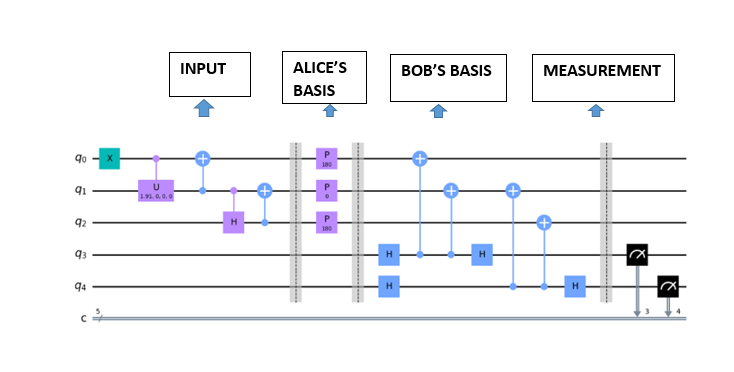 INPUT
ALICE'S
BASIS
BOB'S BASIS
MEASUREMENT
q0 X P
180
q1 U
1.91, 0, 0, 0 P
0
q2 H P
180
q3 H H
q4 H H
c 5 3 4